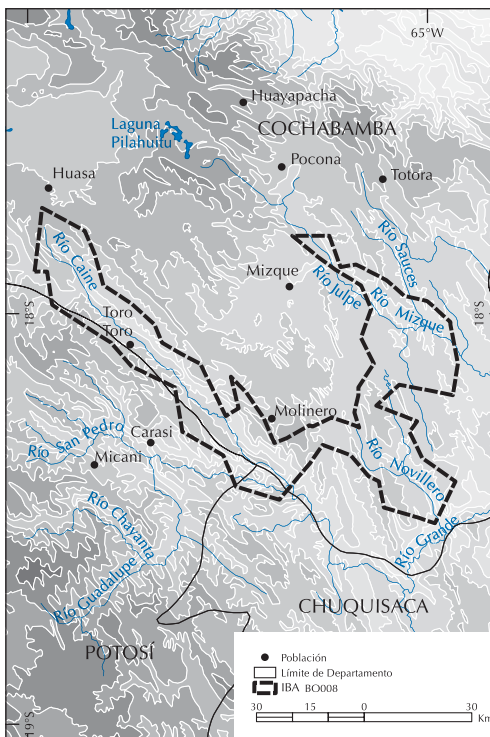 65°W
Huayapacha
Laguna
Pilahuitu
COCHABAMBA
Pocona
Totora
Huasa
Río Sauces
Río Caine
Mizque
Río Julpe
Río Mizque
18°S
18°S
Toro
Toro
Molinero
Carasi
Río San Pedro
Micani
Río Novillero
Río Chayanta
Río Grande
Río Guadalupe
CHUQUISACA
POTOSÍ
Población
Límite de Departamento
IBA BO008
30 15 0 30
Km
19°S